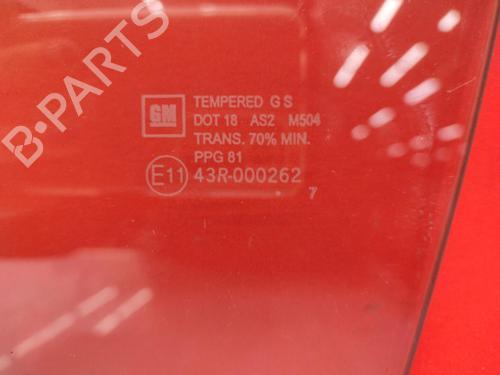 GM
TEMPERED G S
DOT 18 AS2 M504
TRANS. 70% MIN.
PPG 81
E11 43R-000262
7
B-PARTS